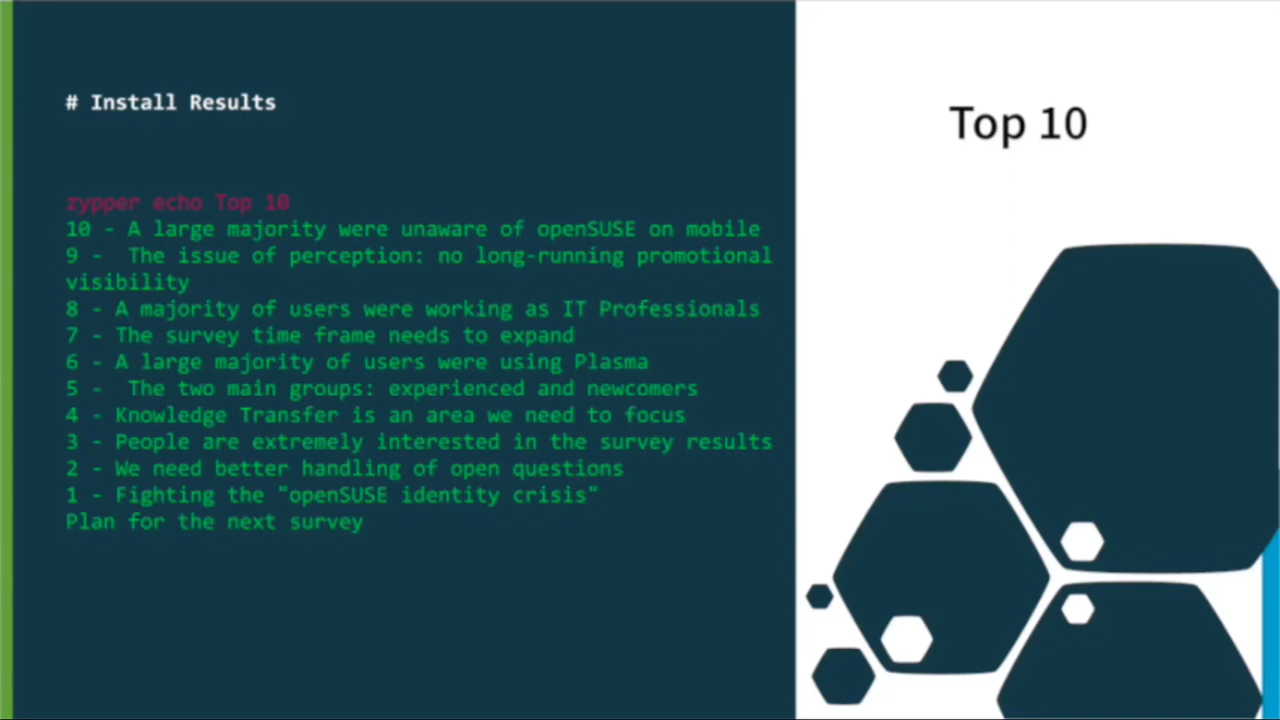 # Install Results
zypper echo Top 10
10 - A large majority were unaware of openSUSE on mobile
9 -  The issue of perception: no long-running promotional
visibility
8 - A majority of users were working as IT Professionals
7 - The survey time frame needs to expand
6 - A large majority of users were using Plasma
5 -  The two main groups: experienced and newcomers
4 - Knowledge Transfer is an area we need to focus
3 - People are extremely interested in the survey results
2 - We need better handling of open questions
1 - Fighting the "openSUSE identity crisis"
Plan for the next survey
Top 10